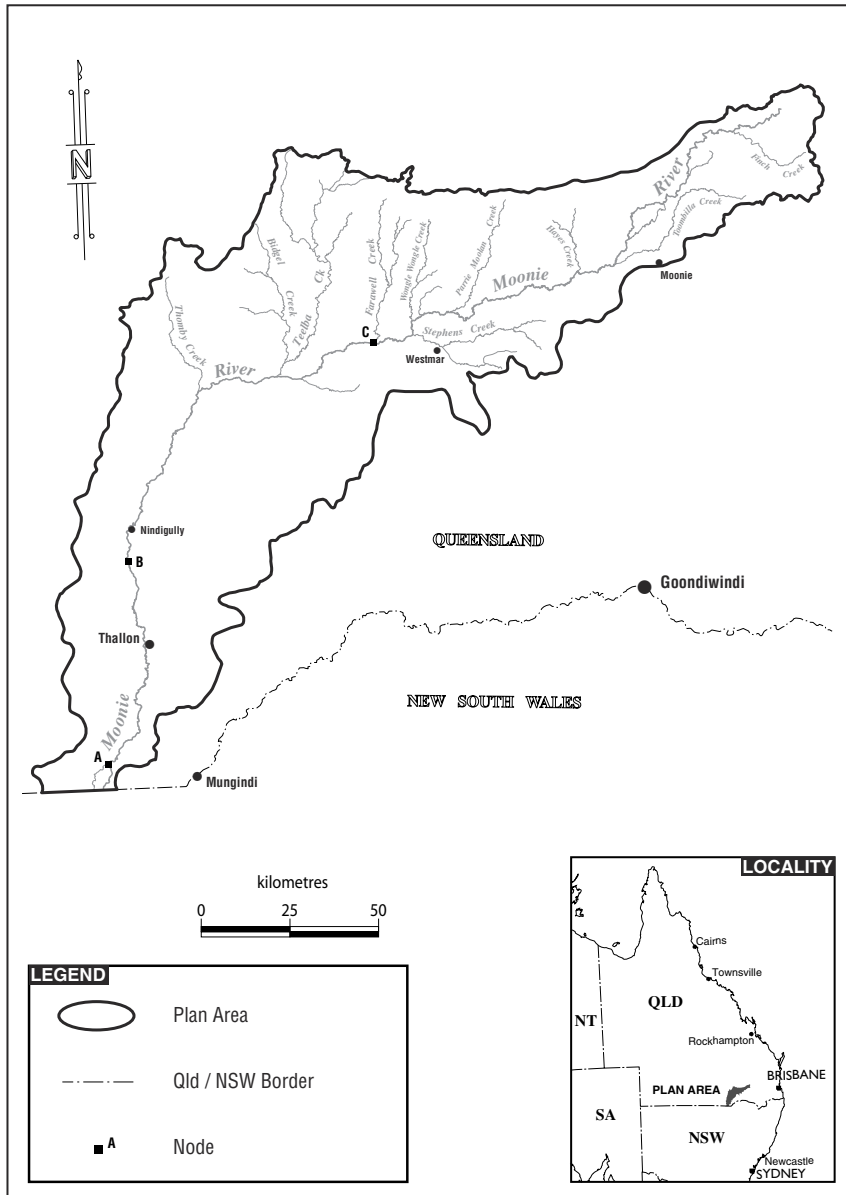 N
River
Pinch
Creek
Toombilla Creek
Moonie
Hayes Creek
Parrie Moolan Creek
Moonie
Wongle Wongle Creek
Farawell Creek
Bidgel
Creek
Teelba Ck
Thomby Creek
C
Stephens Creek
Westmar
River
Nindigully
B
QUEENSLAND
Goondiwindi
Thallon
NEW SOUTH WALES
Moonie
A
Mungindi
kilometres
0 25 50
LEGEND
Plan Area
Qld / NSW Border
A Node
LOCALITY
Cairns
Townsville
QLD
NT
Rockhampton
BRISBANE
PLAN AREA
SA
NSW
Newcastle
SYDNEY